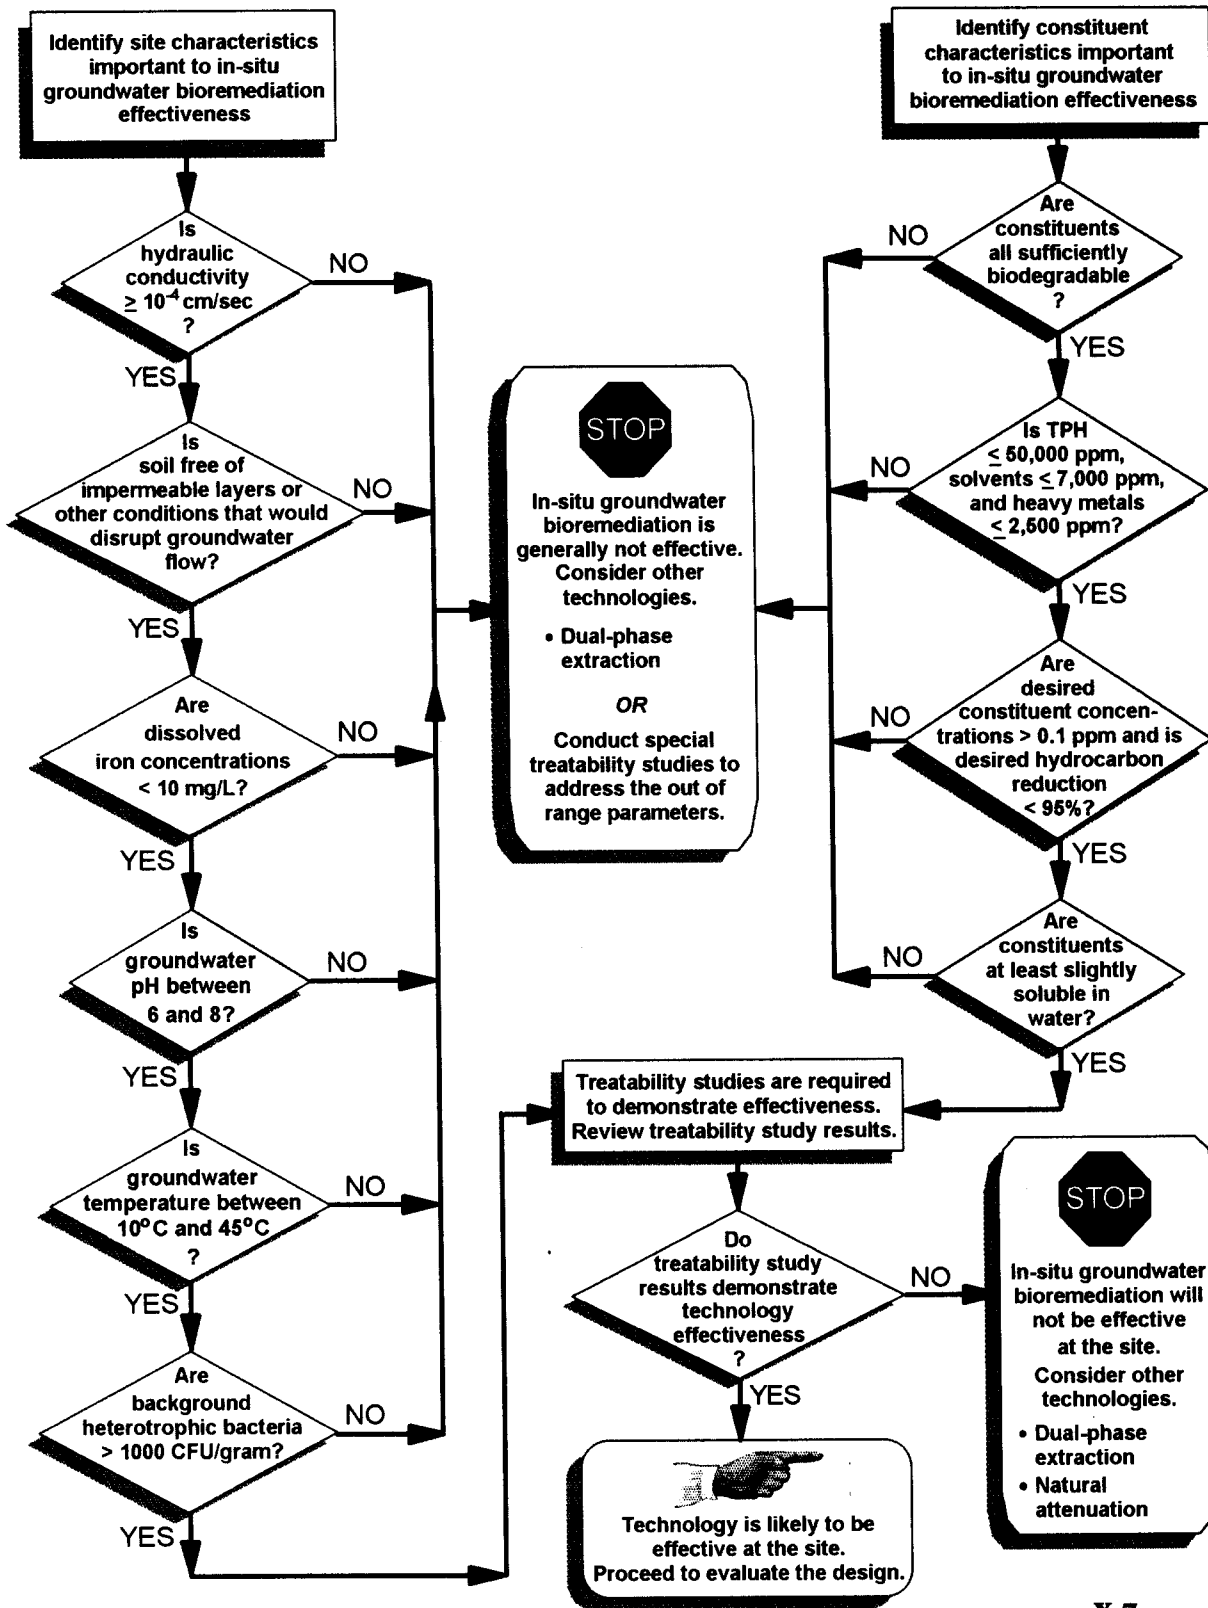 Identify site characteristics
important to in-situ
groundwater bioremediation
effectiveness
Is
hydraulic
conductivity
≥ 10⁻⁴ cm/sec
?
NO
YES
Is
soil free of
impermeable layers or
other conditions that would
disrupt groundwater
flow?
NO
YES
Are
dissolved
iron concentrations
< 10 mg/L?
NO
YES
Is
groundwater
pH between
6 and 8?
NO
YES
Is
groundwater
temperature between
10°C and 45°C
?
NO
YES
Are
background
heterotrophic bacteria
> 1000 CFU/gram?
NO
YES
STOP
In-situ groundwater
bioremediation is
generally not effective.
Consider other
technologies.
• Dual-phase
extraction
OR
Conduct special
treatability studies to
address the out of
range parameters.
Identify constituent
characteristics important
to in-situ groundwater
bioremediation effectiveness
Are
constituents
all sufficiently
biodegradable
?
NO
YES
Is TPH
≤ 50,000 ppm,
solvents ≤ 7,000 ppm,
and heavy metals
≤ 2,500 ppm?
NO
YES
Are
desired
constituent concen-
trations > 0.1 ppm and is
desired hydrocarbon
reduction
< 95%?
NO
YES
Are
constituents
at least slightly
soluble in
water?
NO
YES
Treatability studies are required
to demonstrate effectiveness.
Review treatability study results.
Do
treatability study
results demonstrate
technology
effectiveness
?
NO
YES
Technology is likely to be
effective at the site.
Proceed to evaluate the design.
STOP
In-situ groundwater
bioremediation will
not be effective
at the site.
Consider other
technologies.
• Dual-phase
extraction
• Natural
attenuation